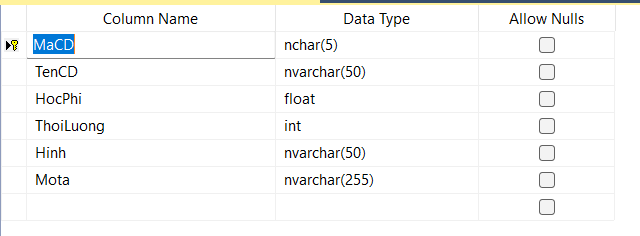 Column Name Data Type Allow Nulls
MaCD nchar(5)
TenCD nvarchar(50)
HocPhi float
ThoiLuong int
Hinh nvarchar(50)
Mota nvarchar(255)